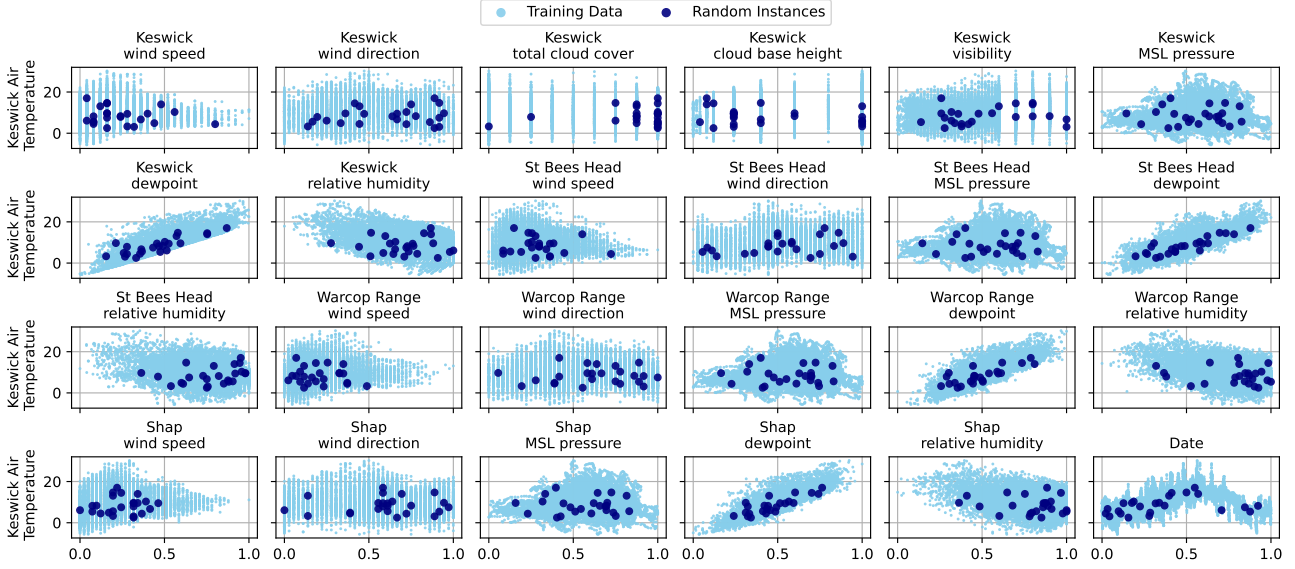 Training Data Random Instances
Keswick
wind speed
Keswick
wind direction
Keswick
total cloud cover
Keswick
cloud base height
Keswick
visibility
Keswick
MSL pressure
Keswick Air
Temperature
20
0
Keswick
dewpoint
Keswick
relative humidity
St Bees Head
wind speed
St Bees Head
wind direction
St Bees Head
MSL pressure
St Bees Head
dewpoint
Keswick Air
Temperature
20
0
St Bees Head
relative humidity
Warcop Range
wind speed
Warcop Range
wind direction
Warcop Range
MSL pressure
Warcop Range
dewpoint
Warcop Range
relative humidity
Keswick Air
Temperature
20
0
Shap
wind speed
Shap
wind direction
Shap
MSL pressure
Shap
dewpoint
Shap
relative humidity
Date
Keswick Air
Temperature
20
0
0.0 0.5 1.0 0.0 0.5 1.0 0.0 0.5 1.0 0.0 0.5 1.0 0.0 0.5 1.0 0.0 0.5 1.0